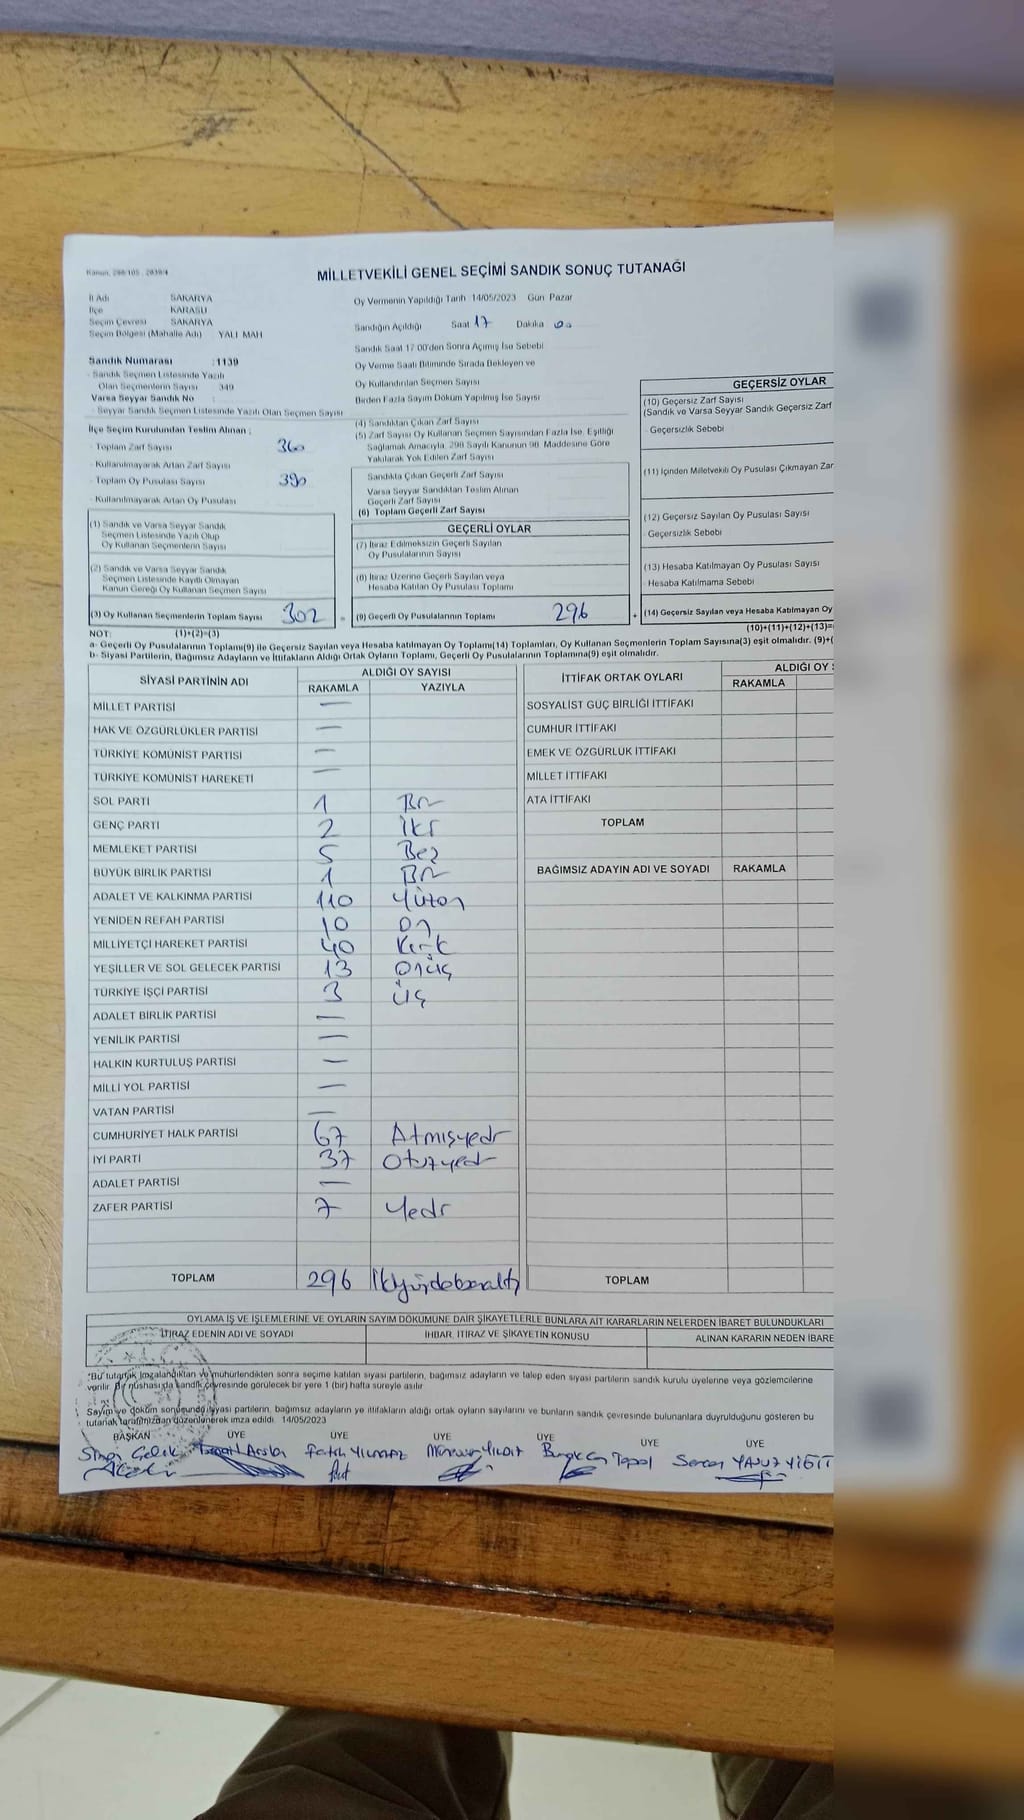 Kanun, 298/105 , 2839/4
MİLLETVEKİLİ GENEL SEÇİMİ SANDIK SONUÇ TUTANAĞI
İl Adı SAKARYA
İlçe KARASU
Seçim Çevresi SAKARYA
Seçim Bölgesi (Mahalle Adı) YALI MAH
Oy Vermenin Yapıldığı Tarih 14/05/2023 Gün Pazar
Sandığın Açıldığı Saat 17 Dakika 00
Sandık Saat 17 00'den Sonra Açımış İse Sebebi
Sandık Numarası :1139
- Sandık Seçmen Listesinde Yazılı
Olan Seçmenlerin Sayısı 349
Varsa Seyyar Sandık No
- Seyyar Sandık Seçmen Listesinde Yazılı Olan Seçmen Sayısı
Oy Verme Saati Bitiminde Sırada Bekleyen ve
Oy Kullandırılan Seçmen Sayısı
Birden Fazla Sayım Döküm Yapılmış İse Sayısı
İlçe Seçim Kurulundan Teslim Alınan ;
- Toplam Zarf Sayısı 360
- Kullanılmayarak Artan Zarf Sayısı
- Toplam Oy Pusulası Sayısı 390
- Kullanılmayarak Artan Oy Pusulası
(4) Sandıktan Çıkan Zarf Sayısı
(5) Zarf Sayısı Oy Kullanan Seçmen Sayısından Fazla İse, Eşitliği
Sağlamak Amacıyla, 298 Sayılı Kanunun 98. Maddesine Göre
Yakılarak Yok Edilen Zarf Sayısı
Sandıkta Çıkan Geçerli Zarf Sayısı
Varsa Seyyar Sandıktan Teslim Alınan
Geçerli Zarf Sayısı
(6) Toplam Geçerli Zarf Sayısı
GEÇERSİZ OYLAR
(10) Geçersiz Zarf Sayısı
(Sandık ve Varsa Seyyar Sandık Geçersiz Zarf
- Geçersizlik Sebebi
(11) İçinden Milletvekili Oy Pusulası Çıkmayan Zar
(12) Geçersiz Sayılan Oy Pusulası Sayısı
- Geçersizlik Sebebi
(13) Hesaba Katılmayan Oy Pusulası Sayısı
- Hesaba Katılmama Sebebi
(14) Geçersiz Sayılan veya Hesaba Katılmayan Oy
(10)+(11)+(12)+(13)=
(1) Sandık ve Varsa Seyyar Sandık
Seçmen Listesinde Yazılı Olup
Oy Kullanan Seçmenlerin Sayısı
(2) Sandık ve Varsa Seyyar Sandık
Seçmen Listesinde Kayıtlı Olmayan
Kanun Gereği Oy Kullanan Seçmen Sayısı
(3) Oy Kullanan Seçmenlerin Toplam Sayısı 302 =
GEÇERLİ OYLAR
(7) İtiraz Edilmeksizin Geçerli Sayılan
Oy Pusulalarının Sayısı
(8) İtiraz Üzerine Geçerli Sayılan veya
Hesaba Katılan Oy Pusulası Toplamı
(9) Geçerli Oy Pusulalarının Toplamı 296 +
NOT: (1)+(2)=(3)
a- Geçerli Oy Pusulalarının Toplamı(9) ile Geçersiz Sayılan veya Hesaba katılmayan Oy Toplamı(14) Toplamları, Oy Kullanan Seçmenlerin Toplam Sayısına(3) eşit olmalıdır. (9)+(
b- Siyasi Partilerin, Bağımsız Adayların ve İttifakların Aldığı Ortak Oyların Toplamı, Geçerli Oy Pusulalarının Toplamına(9) eşit olmalıdır.
SİYASİ PARTİNİN ADI ALDIĞI OY SAYISI
RAKAMLA YAZIYLA
MİLLET PARTİSİ —
HAK VE ÖZGÜRLÜKLER PARTİSİ —
TÜRKİYE KOMÜNİST PARTİSİ —
TÜRKİYE KOMÜNİST HAREKETİ —
SOL PARTİ 1 Bir
GENÇ PARTİ 2 İki
MEMLEKET PARTİSİ 5 Beş
BÜYÜK BİRLİK PARTİSİ 1 Bir
ADALET VE KALKINMA PARTİSİ 110 Yüzon
YENİDEN REFAH PARTİSİ 10 On
MİLLİYETÇİ HAREKET PARTİSİ 40 Kırk
YEŞİLLER VE SOL GELECEK PARTİSİ 13 Onüç
TÜRKİYE İŞÇİ PARTİSİ 3 üç
ADALET BİRLİK PARTİSİ —
YENİLİK PARTİSİ —
HALKIN KURTULUŞ PARTİSİ —
MİLLİ YOL PARTİSİ —
VATAN PARTİSİ —
CUMHURİYET HALK PARTİSİ 67 Atmışyedi
İYİ PARTİ 37 Otuzyedi
ADALET PARTİSİ —
ZAFER PARTİSİ 7 Yedi
TOPLAM 296 İkiyüzdoksanaltı
İTTİFAK ORTAK OYLARI ALDIĞI OY
RAKAMLA
SOSYALİST GÜÇ BİRLİĞİ İTTİFAKI
CUMHUR İTTİFAKI
EMEK VE ÖZGÜRLÜK İTTİFAKI
MİLLET İTTİFAKI
ATA İTTİFAKI
TOPLAM
BAĞIMSIZ ADAYIN ADI VE SOYADI RAKAMLA
TOPLAM
OYLAMA İŞ VE İŞLEMLERİNE VE OYLARIN SAYIM DÖKÜMÜNE DAİR ŞİKAYETLERLE BUNLARA AİT KARARLARIN NELERDEN İBARET BULUNDUKLARI
İTİRAZ EDENİN ADI VE SOYADI İHBAR, İTİRAZ VE ŞİKAYETİN KONUSU ALINAN KARARIN NEDEN İBARE
*Bu tutanak imzalandıktan ve mühürlendikten sonra seçime katılan siyasi partilerin, bağımsız adayların ve talep eden siyasi partilerin sandık kurulu üyelerine veya gözlemcilerine
verilir. Bir nüshası da sandık çevresinde görülecek bir yere 1 (bir) hafta süreyle asılır
Sayım ve döküm sonusunda siyasi partilerin, bağımsız adayların ve ittifakların aldığı ortak oyların sayılarını ve bunların sandık çevresinde bulunanlara duyrulduğunu gösteren bu
tutanak tarafımızdan düzenlenerek imza edildi. 14/05/2023
BAŞKAN ÜYE ÜYE ÜYE ÜYE ÜYE ÜYE
Çelik Arslan Fatih YILMAZ Yıldız Topal Sercan YAVUZYİĞİT